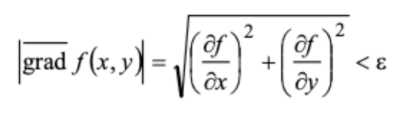 |grad f(x, y)| = √((∂f/∂x)² + (∂f/∂y)²) < ε